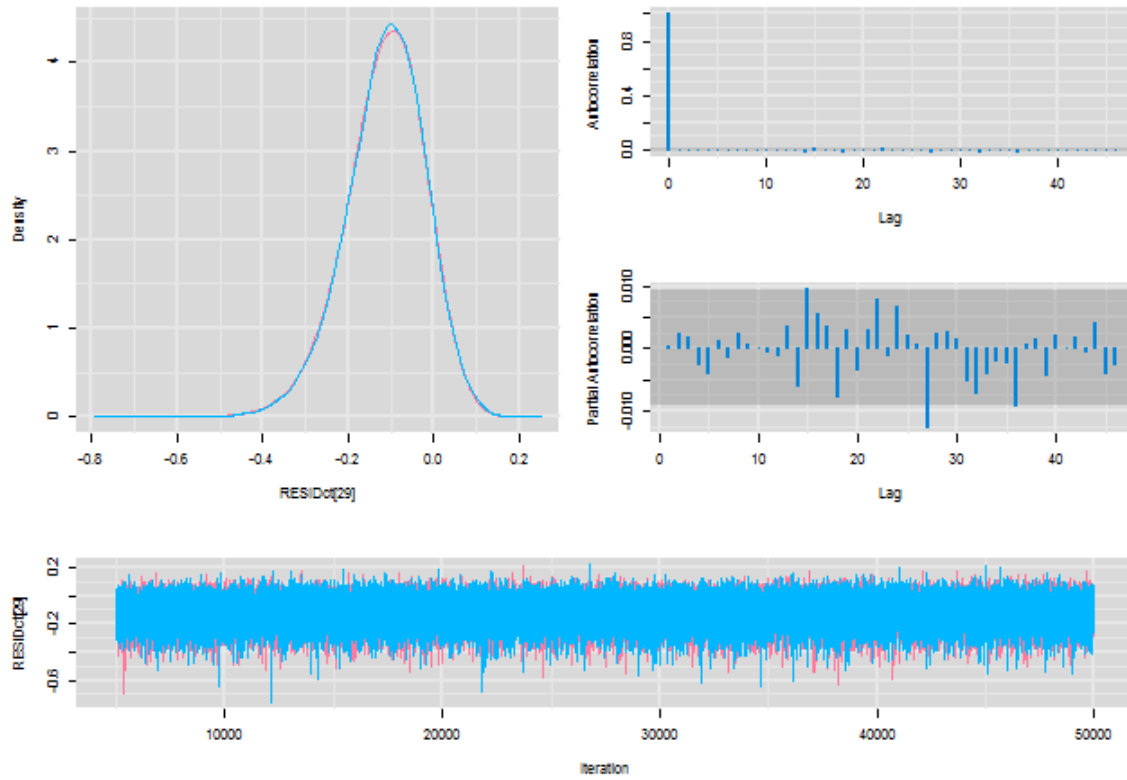 Density
0 1 2 3 4
-0.8 -0.6 -0.4 -0.2 0.0 0.2
RESIDct[29]
Autocorrelation
0.0 0.4 0.8
0 10 20 30 40
Lag
Partial Autocorrelation
-0.010 0.000 0.010
0 10 20 30 40
Lag
RESIDct[29]
-0.6 -0.2 0.2
10000 20000 30000 40000 50000
Iteration